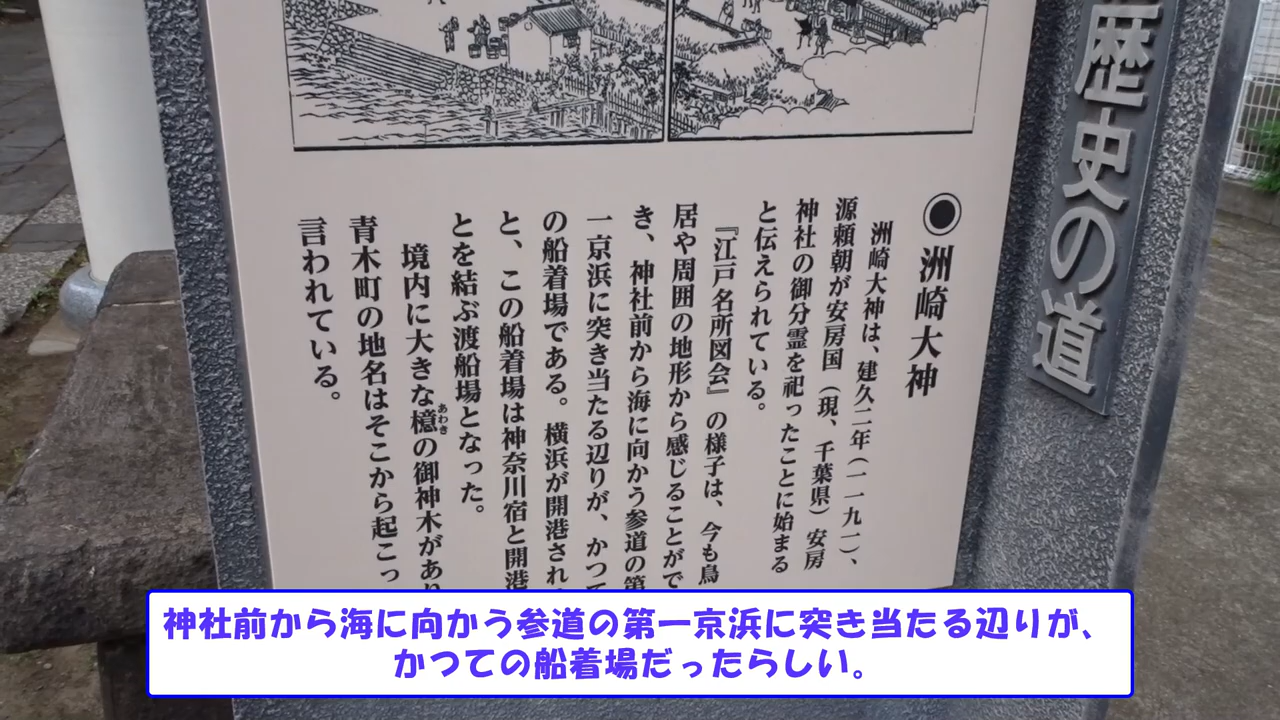 歴史の道
洲崎大神
洲崎大神は、建久二年(一一九一)、
源頼朝が安房国(現、千葉県)安房
神社の御分霊を祀ったことに始まる
と伝えられている。
『江戸名所図会』の様子は、今も鳥
居や周囲の地形から感じることがで
き、神社前から海に向かう参道の第
一京浜に突き当たる辺りが、かつて
の船着場である。横浜が開港され
と、この船着場は神奈川宿と開港
とを結ぶ渡船場となった。
境内に大きな檍の御神木があり
あわき
青木町の地名はそこから起こっ
言われている。
神社前から海に向かう参道の第一京浜に突き当たる辺りが、
かつての船着場だったらしい。